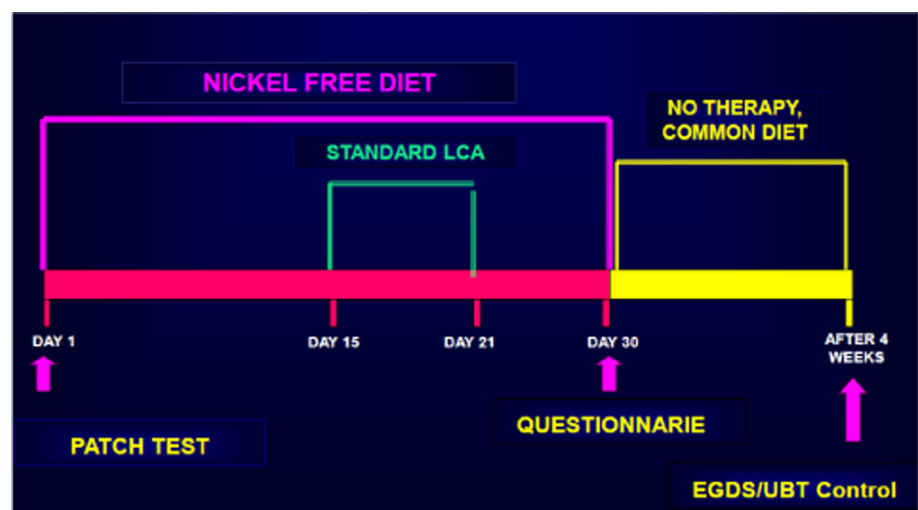 NICKEL FREE DIET
NO THERAPY,
COMMON DIET
STANDARD LCA
DAY 1
DAY 15
DAY 21
DAY 30
AFTER 4
WEEKS
PATCH TEST
QUESTIONNARIE
EGDS/UBT Control